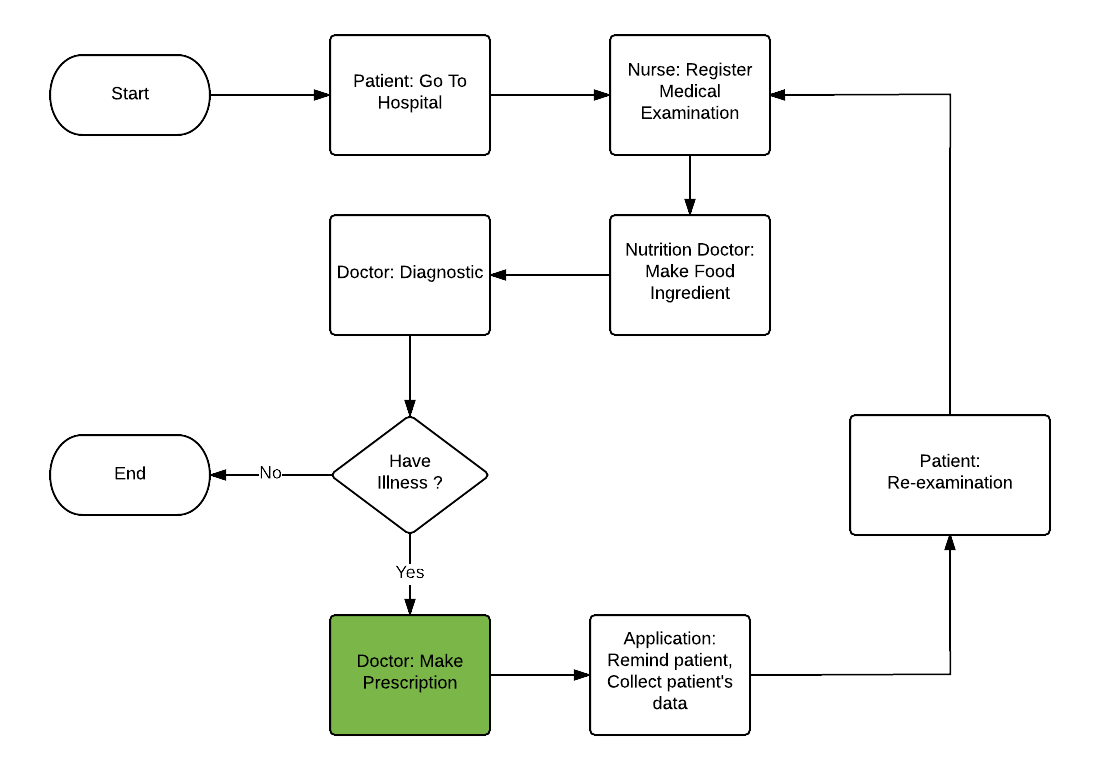 Start
Patient: Go To
Hospital
Nurse: Register
Medical
Examination
Doctor: Diagnostic
Nutrition Doctor:
Make Food
Ingredient
End
No
Have
Illness ?
Patient:
Re-examination
Yes
Doctor: Make
Prescription
Application:
Remind patient,
Collect patient's
data